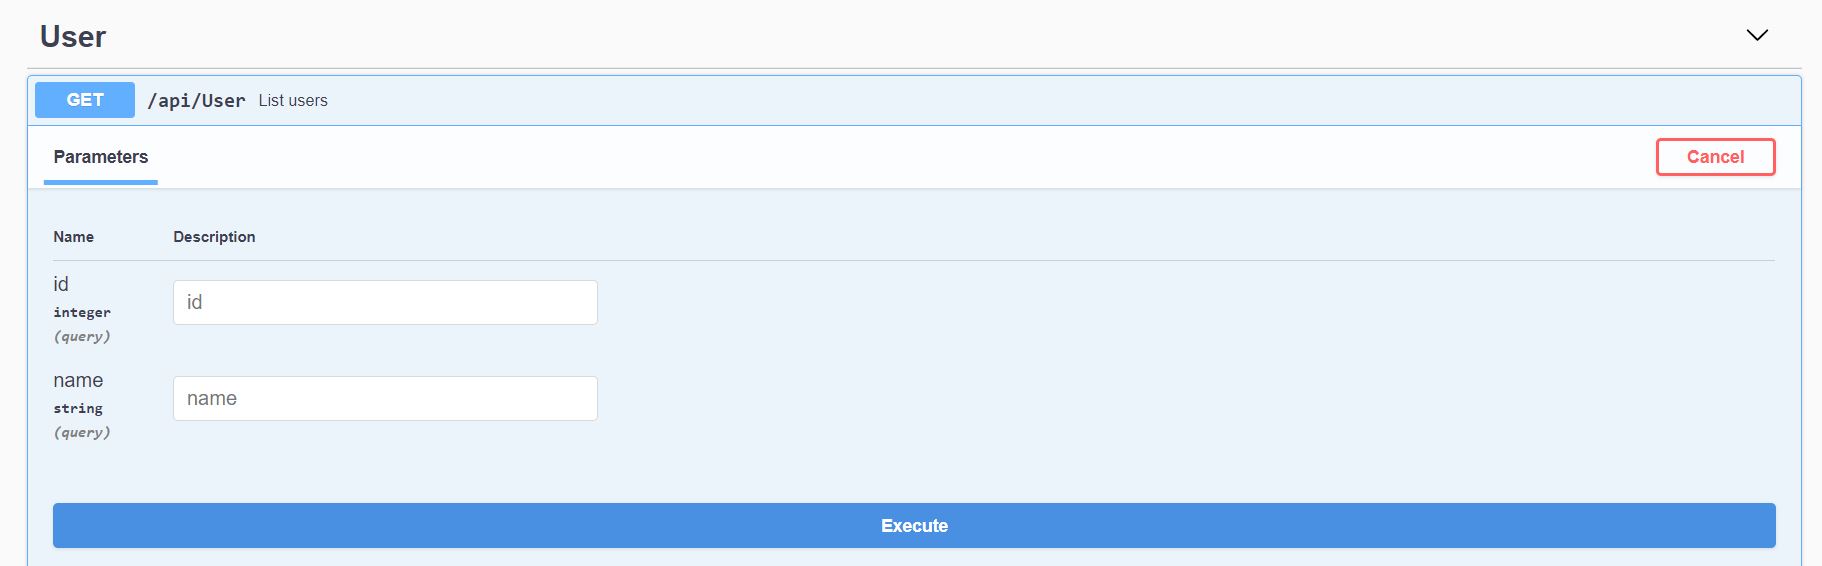 User
GET /api/User List users
Parameters
Cancel
Name Description
id
integer
(query)
id
name
string
(query)
name
Execute